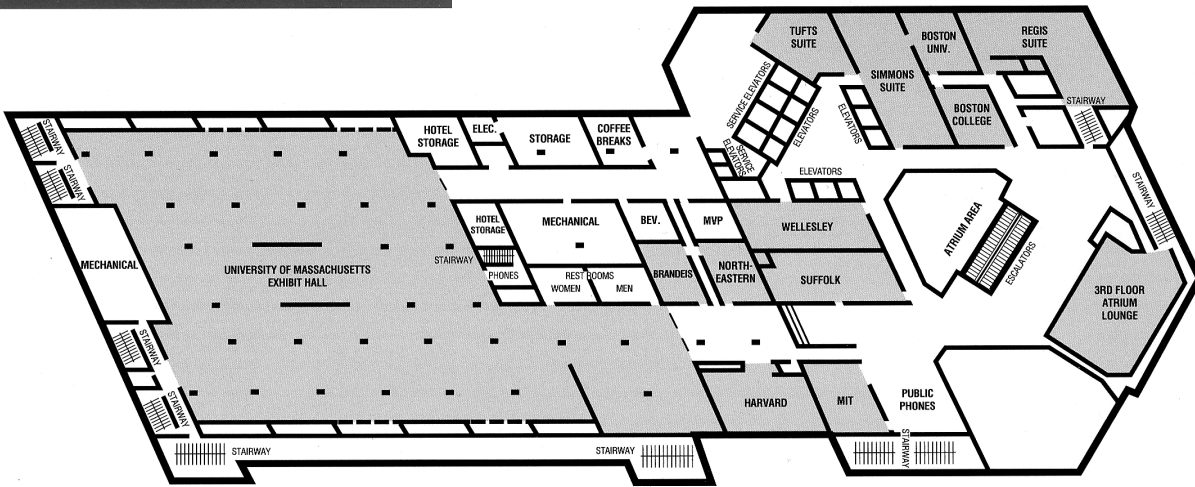 TUFTS
SUITE
BOSTON
UNIV.
REGIS
SUITE
SIMMONS
SUITE
SERVICE ELEVATORS
ELEVATORS
ELEVATORS
BOSTON
COLLEGE
STAIRWAY
STAIRWAY
STAIRWAY
HOTEL
STORAGE
ELEC.
STORAGE
COFFEE
BREAKS
SERVICE
ELEVATORS
ELEVATORS
STAIRWAY
HOTEL
STORAGE
MECHANICAL
BEV.
MVP
WELLESLEY
ATRIUM AREA
ESCALATORS
MECHANICAL
UNIVERSITY OF MASSACHUSETTS
EXHIBIT HALL
STAIRWAY
PHONES
REST ROOMS
WOMEN
MEN
BRANDEIS
NORTH-
EASTERN
SUFFOLK
3RD FLOOR
ATRIUM
LOUNGE
STAIRWAY
STAIRWAY
HARVARD
MIT
PUBLIC
PHONES
STAIRWAY
STAIRWAY
STAIRWAY